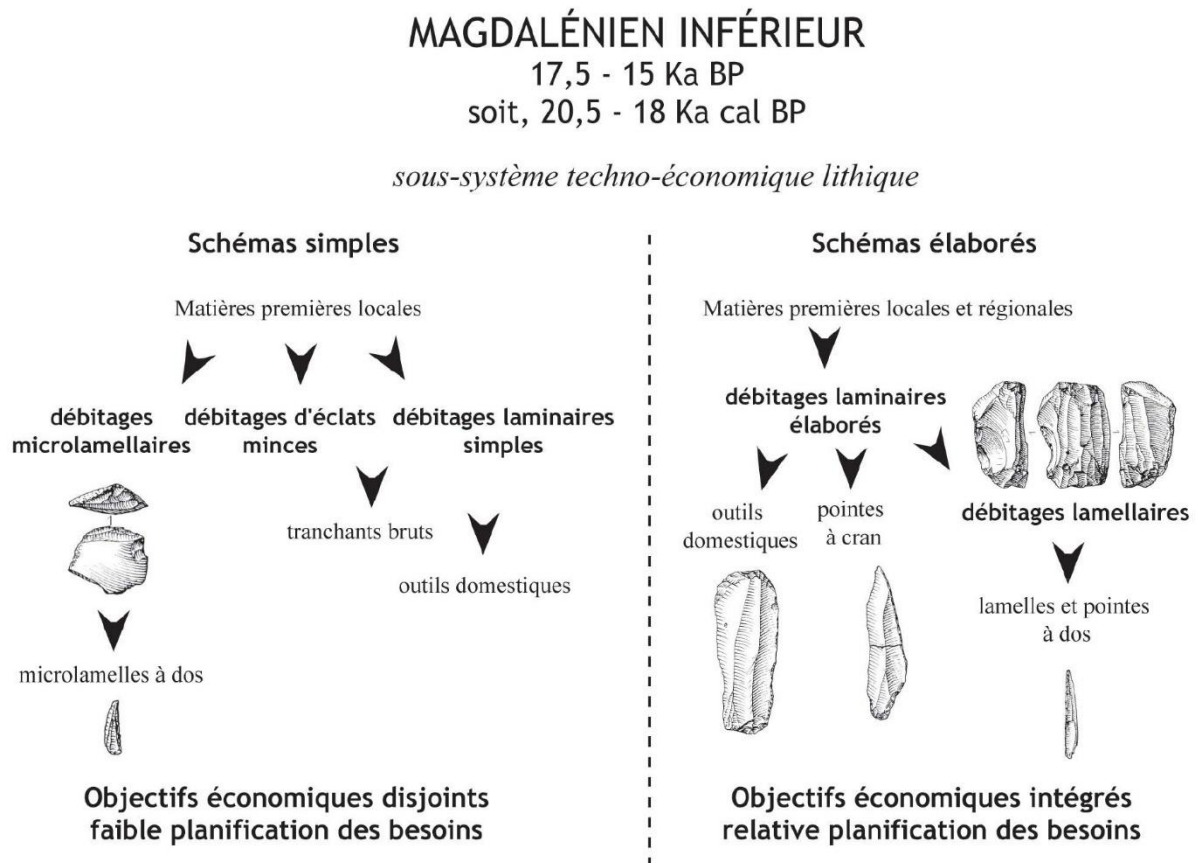 MAGDALÉNIEN INFÉRIEUR
17,5 - 15 Ka BP
soit, 20,5 - 18 Ka cal BP
sous-système techno-économique lithique
Schémas simples
Matières premières locales
débitages
microlamellaires
débitages d'éclats
minces
débitages laminaires
simples
tranchants bruts
outils domestiques
microlamelles à dos
Objectifs économiques disjoints
faible planification des besoins
Schémas élaborés
Matières premières locales et régionales
débitages laminaires
élaborés
outils
domestiques
pointes
à cran
débitages lamellaires
lamelles et pointes
à dos
Objectifs économiques intégrés
relative planification des besoins